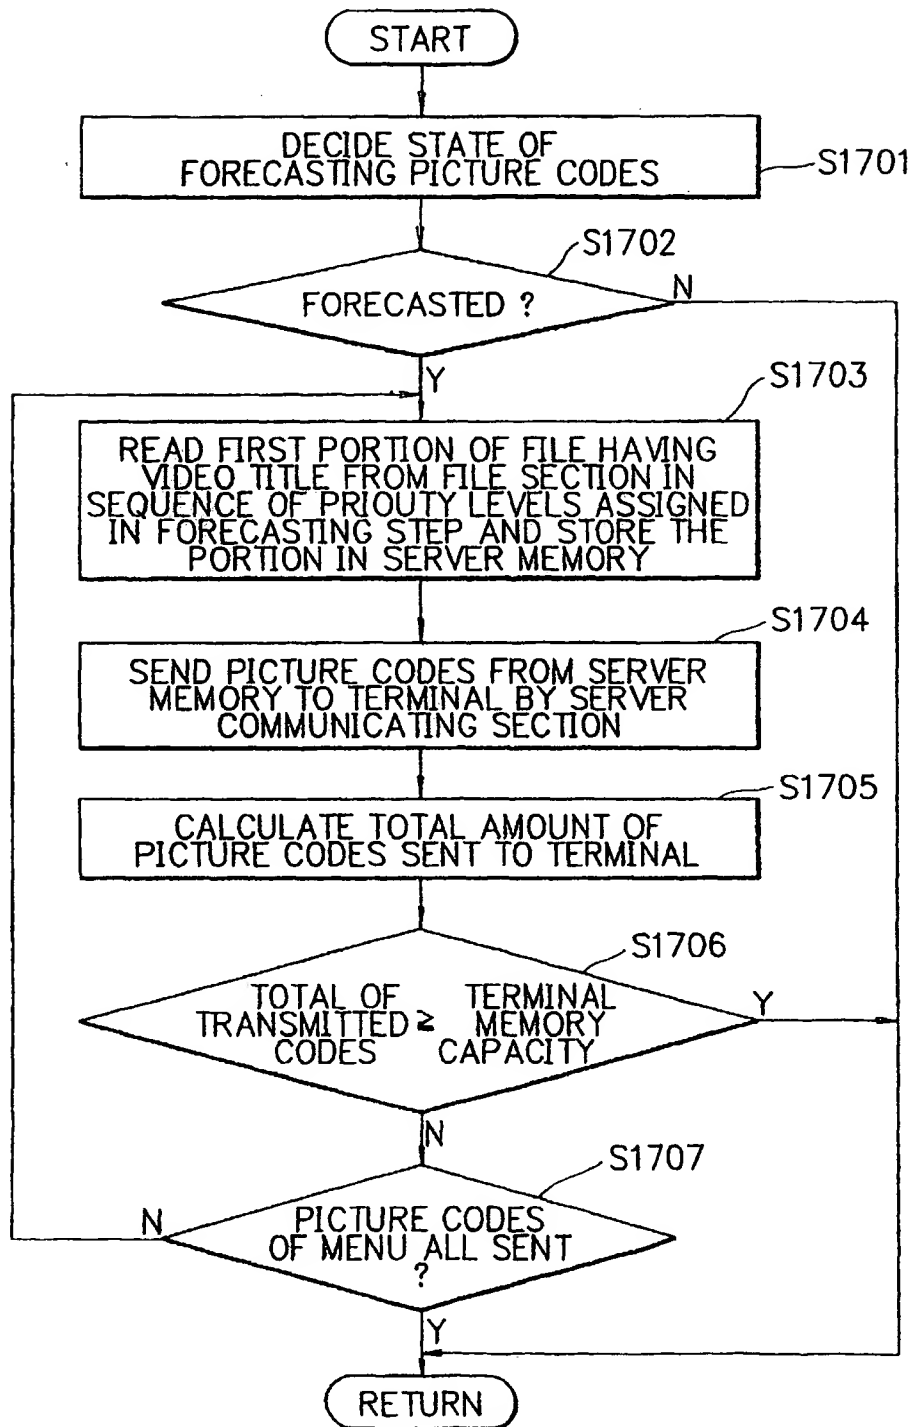 START
DECIDE STATE OF
FORECASTING PICTURE CODES
S1701
S1702
FORECASTED ?
N
Y
S1703
READ FIRST PORTION OF FILE HAVING
VIDEO TITLE FROM FILE SECTION IN
SEQUENCE OF PRIOUTY LEVELS ASSIGNED
IN FORECASTING STEP AND STORE THE
PORTION IN SERVER MEMORY
S1704
SEND PICTURE CODES FROM SERVER
MEMORY TO TERMINAL BY SERVER
COMMUNICATING SECTION
S1705
CALCULATE TOTAL AMOUNT OF
PICTURE CODES SENT TO TERMINAL
S1706
TOTAL OF TERMINAL
TRANSMITTED ≥ MEMORY
CODES CAPACITY
Y
N
S1707
N
PICTURE CODES
OF MENU ALL SENT
?
Y
RETURN